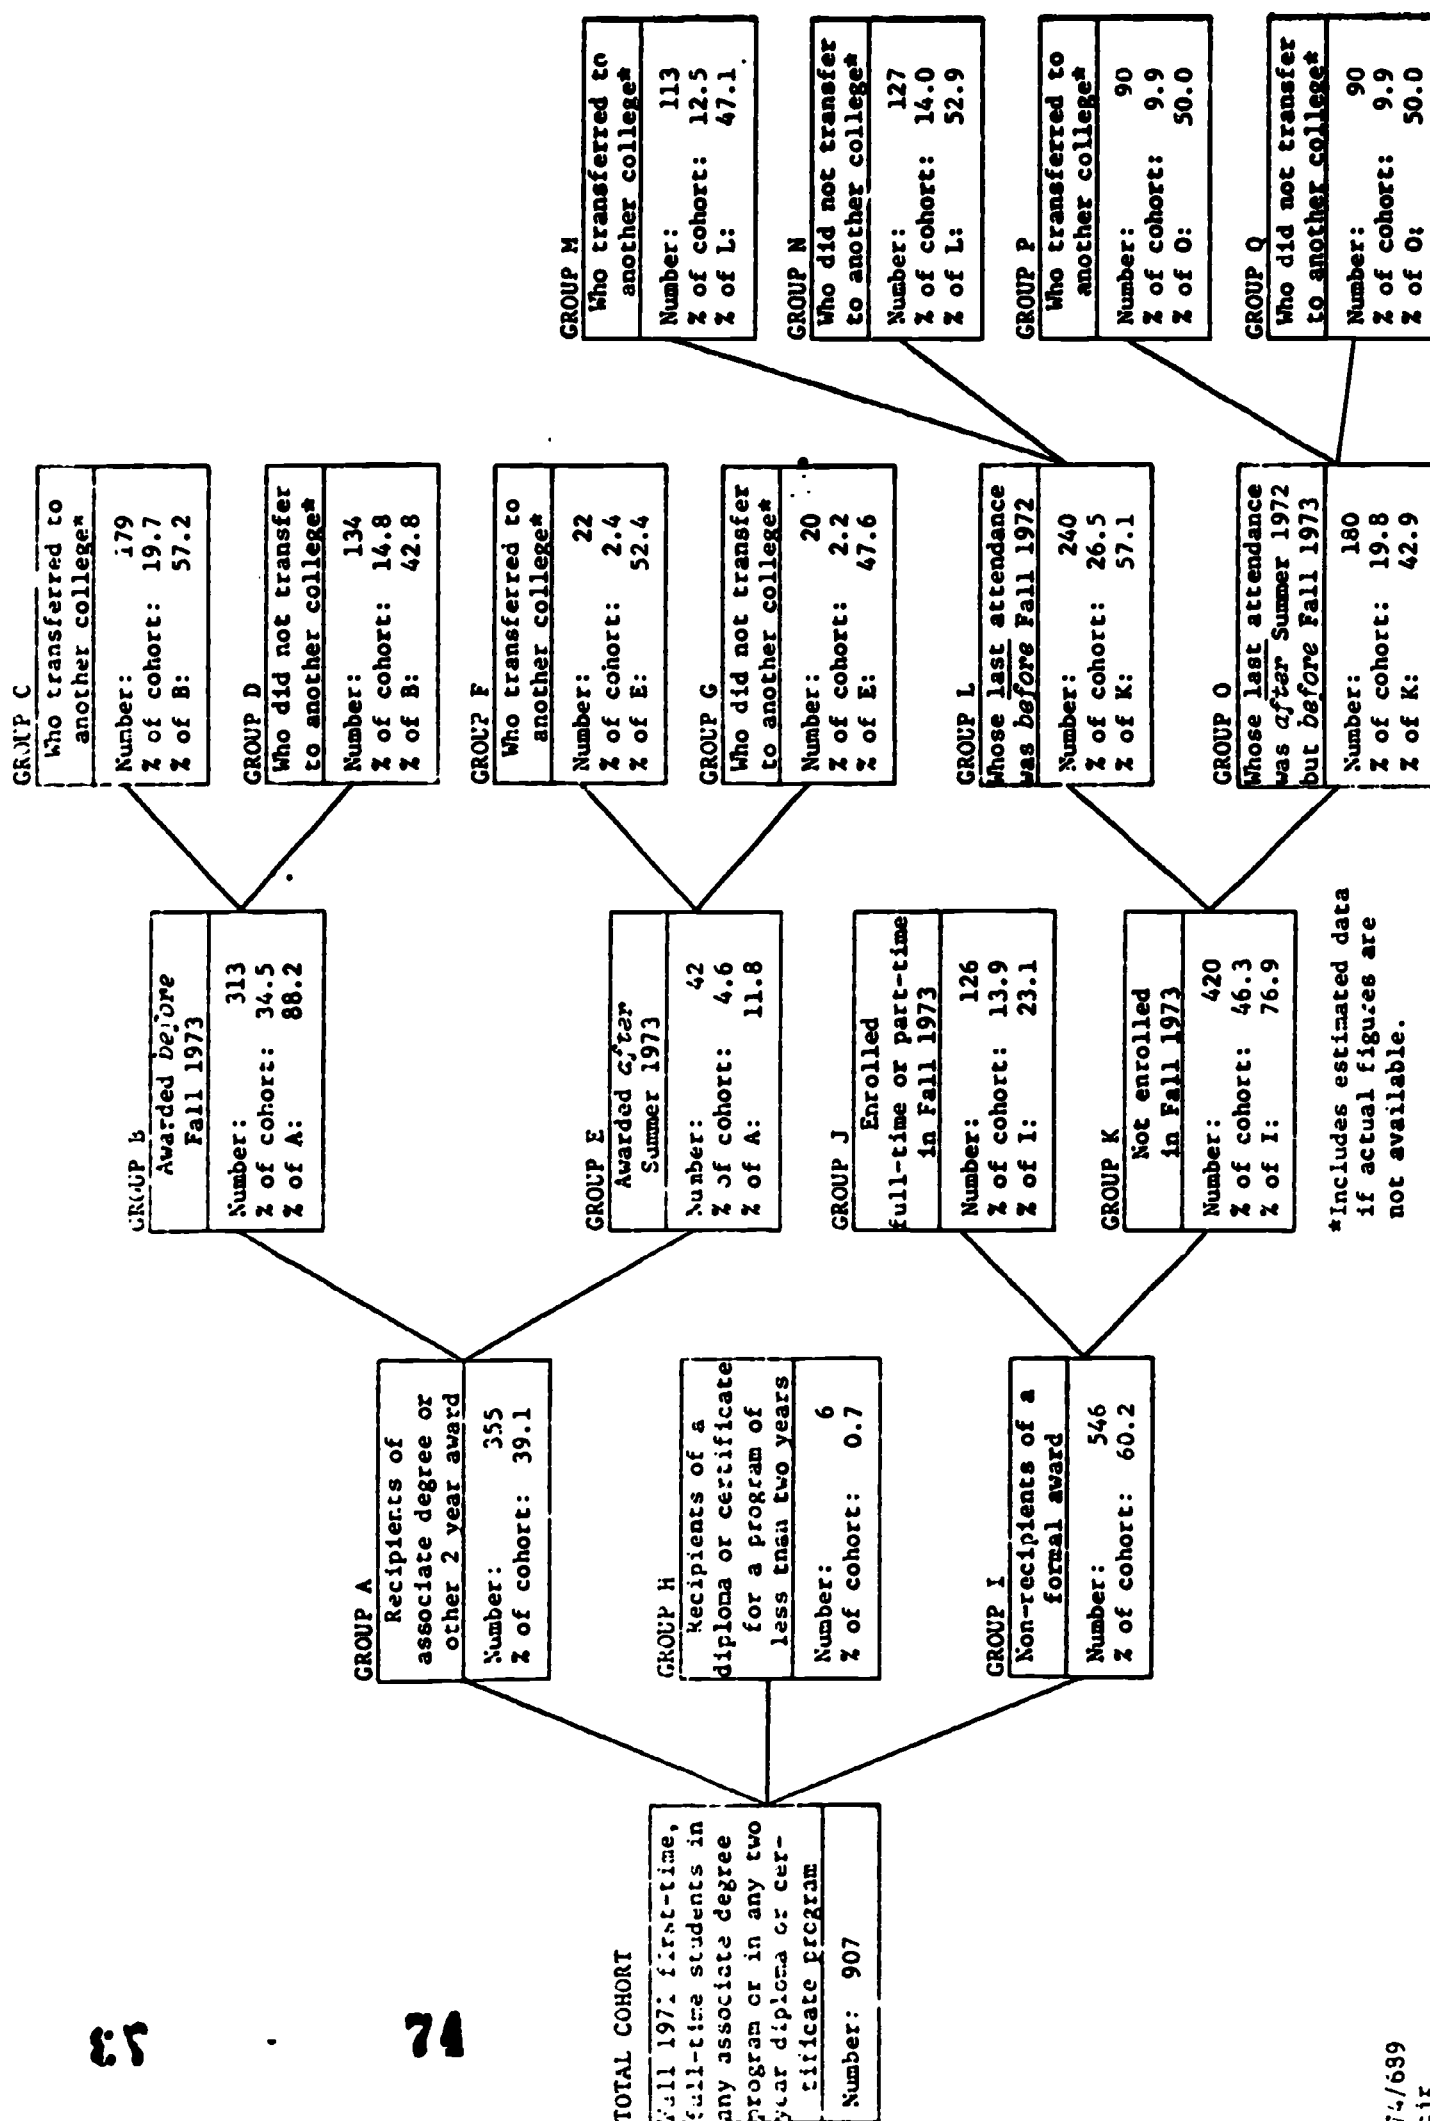 TOTAL COHORT
Fall 1971 first-time,
full-time students in
any associate degree
program or in any two
year diploma or cer-
tificate program
Number: 907
GROUP A
Recipients of
associate degree or
other 2 year award
Number: 355
% of cohort: 39.1
GROUP H
Recipients of a
diploma or certificate
for a program of
less than two years
Number: 6
% of cohort: 0.7
GROUP I
Non-recipients of a
formal award
Number: 546
% of cohort: 60.2
GROUP B
Awarded before
Fall 1973
Number: 313
% of cohort: 34.5
% of A: 88.2
GROUP E
Awarded after
Summer 1973
Number: 42
% of cohort: 4.6
% of A: 11.8
GROUP J
Enrolled
full-time or part-time
in Fall 1973
Number: 126
% of cohort: 13.9
% of I: 23.1
GROUP K
Not enrolled
in Fall 1973
Number: 420
% of cohort: 46.3
% of I: 76.9
GROUP C
Who transferred to
another college*
Number: 179
% of cohort: 19.7
% of B: 57.2
GROUP D
Who did not transfer
to another college*
Number: 134
% of cohort: 14.8
% of B: 42.8
GROUP F
Who transferred to
another college*
Number: 22
% of cohort: 2.4
% of E: 52.4
GROUP G
Who did not transfer
to another college*
Number: 20
% of cohort: 2.2
% of E: 47.6
GROUP L
Whose last attendance
was before Fall 1972
Number: 240
% of cohort: 26.5
% of K: 57.1
GROUP O
Whose last attendance
was after Summer 1972
but before Fall 1973
Number: 180
% of cohort: 19.8
% of K: 42.9
GROUP M
Who transferred to
another college*
Number: 113
% of cohort: 12.5
% of L: 47.1
GROUP N
Who did not transfer
to another college*
Number: 127
% of cohort: 14.0
% of L: 52.9
GROUP P
Who transferred to
another college*
Number: 90
% of cohort: 9.9
% of O: 50.0
GROUP Q
Who did not transfer
to another college*
Number: 90
% of cohort: 9.9
% of O: 50.0
*Includes estimated data
if actual figures are
not available.
74
74/689